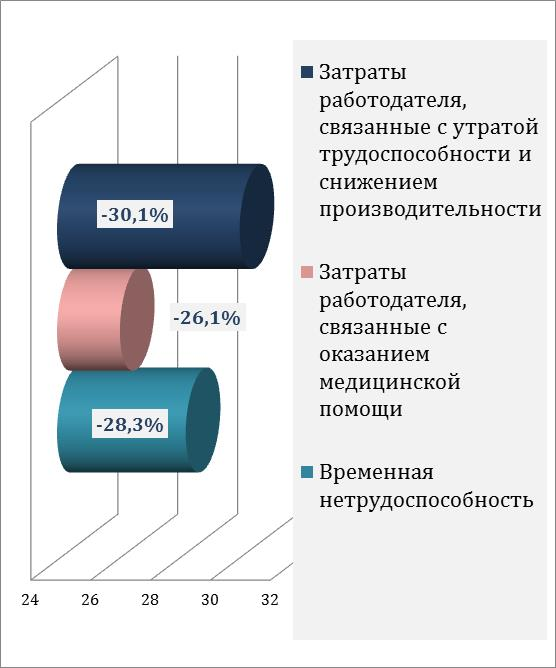 -30,1%
-26,1%
-28,3%
24 26 28 30 32
Затраты
работодателя,
связанные с утратой
трудоспособности и
снижением
производительности
Затраты
работодателя,
связанные с
оказанием
медицинской
помощи
Временная
нетрудоспособность